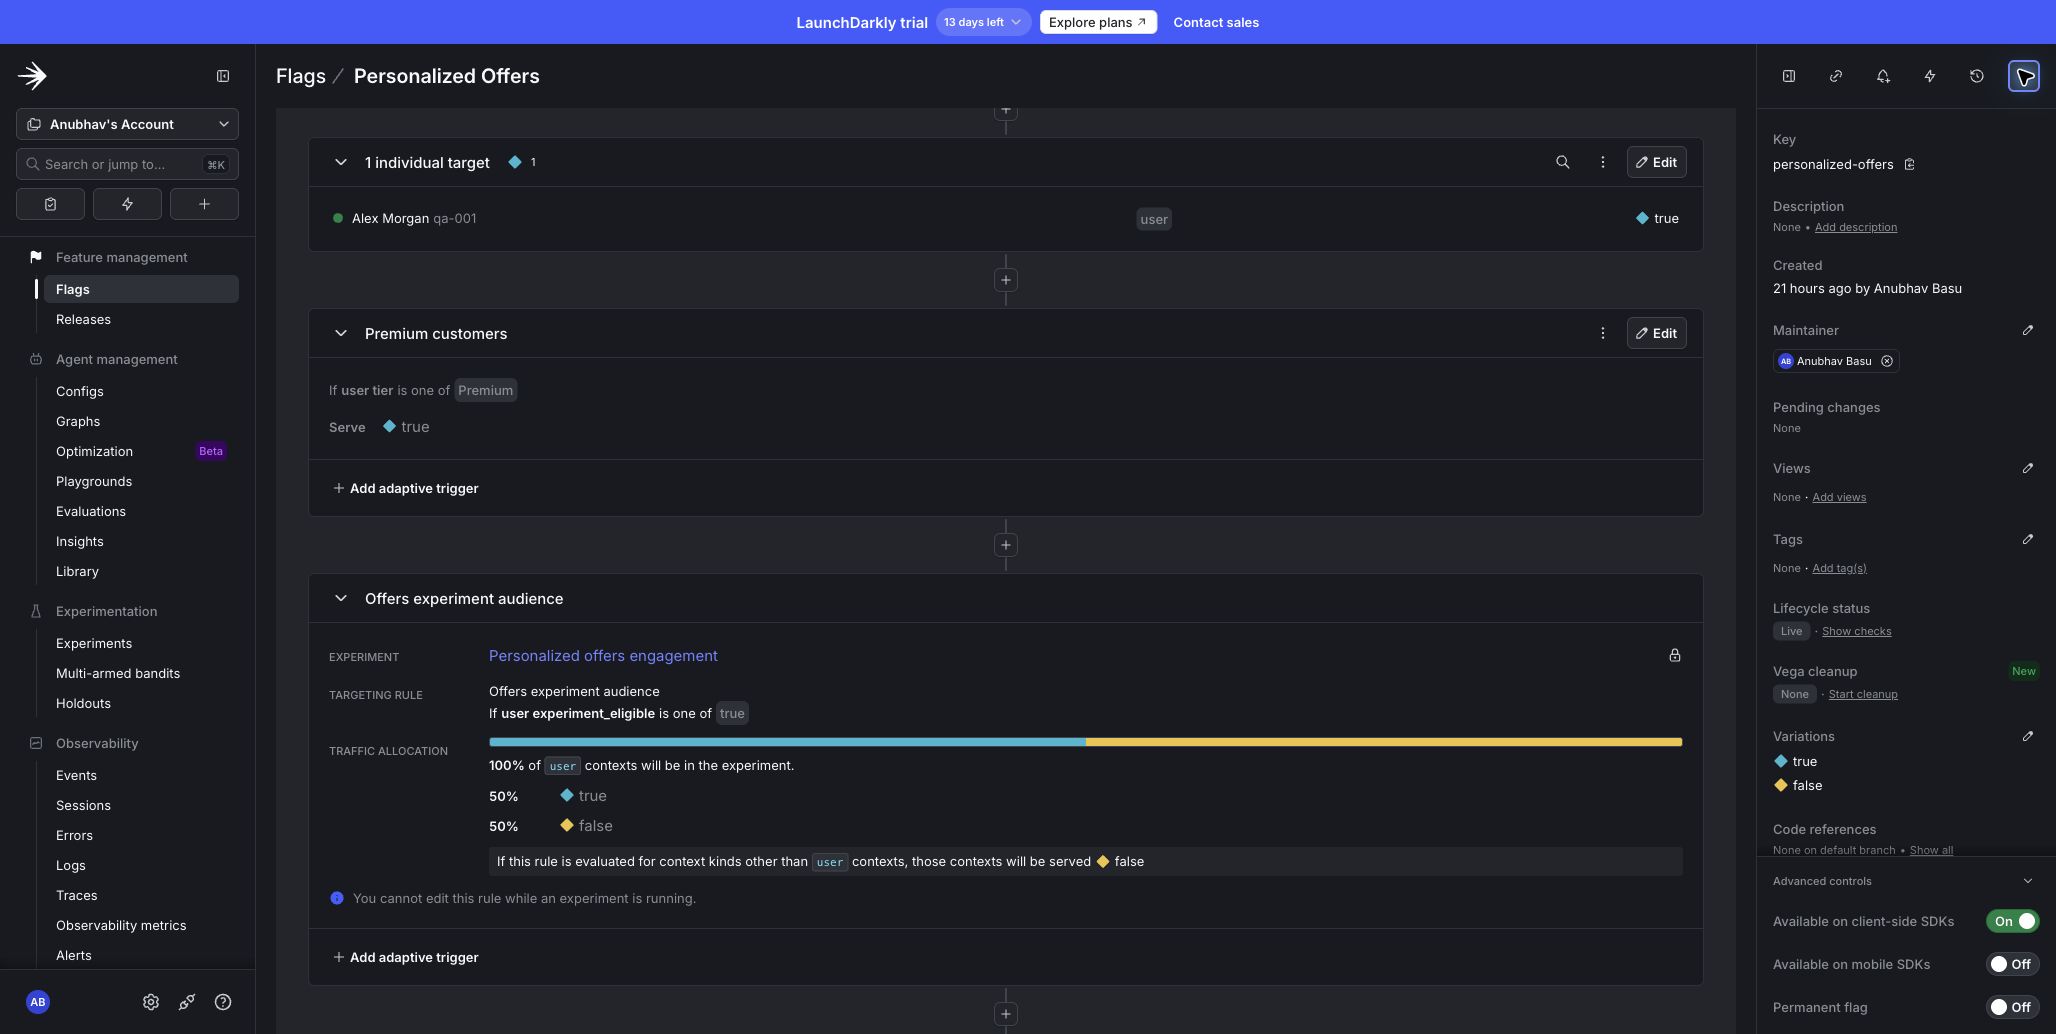 LaunchDarkly trial 13 days left Explore plans Contact sales
Anubhav's Account
Search or jump to... ⌘K
Feature management
Flags
Releases
Agent management
Configs
Graphs
Optimization Beta
Playgrounds
Evaluations
Insights
Library
Experimentation
Experiments
Multi-armed bandits
Holdouts
Observability
Events
Sessions
Errors
Logs
Traces
Observability metrics
Alerts
AB
Flags / Personalized Offers
1 individual target 1 Edit
Alex Morgan qa-001 user true
Premium customers Edit
If user tier is one of Premium
Serve true
+ Add adaptive trigger
Offers experiment audience
EXPERIMENT Personalized offers engagement
TARGETING RULE Offers experiment audience
If user experiment_eligible is one of true
TRAFFIC ALLOCATION
100% of user contexts will be in the experiment.
50% true
50% false
If this rule is evaluated for context kinds other than user contexts, those contexts will be served false
You cannot edit this rule while an experiment is running.
+ Add adaptive trigger
Key
personalized-offers
Description
None • Add description
Created
21 hours ago by Anubhav Basu
Maintainer
AB Anubhav Basu
Pending changes
None
Views
None · Add views
Tags
None · Add tag(s)
Lifecycle status
Live · Show checks
Vega cleanup New
None · Start cleanup
Variations
true
false
Code references
None on default branch • Show all
Advanced controls
Available on client-side SDKs On
Available on mobile SDKs Off
Permanent flag Off